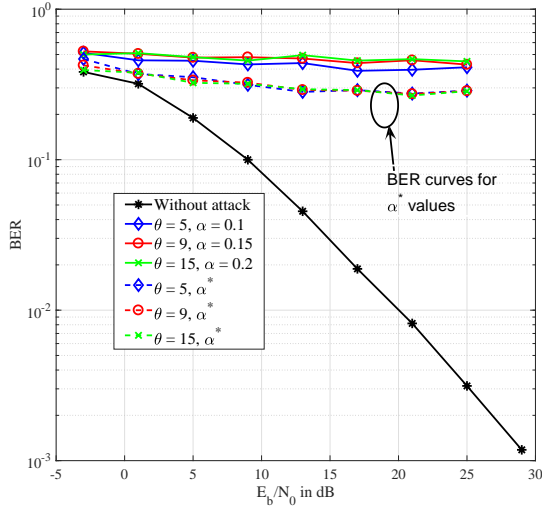 10^0
10^-1
10^-2
10^-3
BER
Without attack
θ = 5, α = 0.1
θ = 9, α = 0.15
θ = 15, α = 0.2
θ = 5, α*
θ = 9, α*
θ = 15, α*
BER curves for
α* values
-5 0 5 10 15 20 25 30
E_b/N_0 in dB